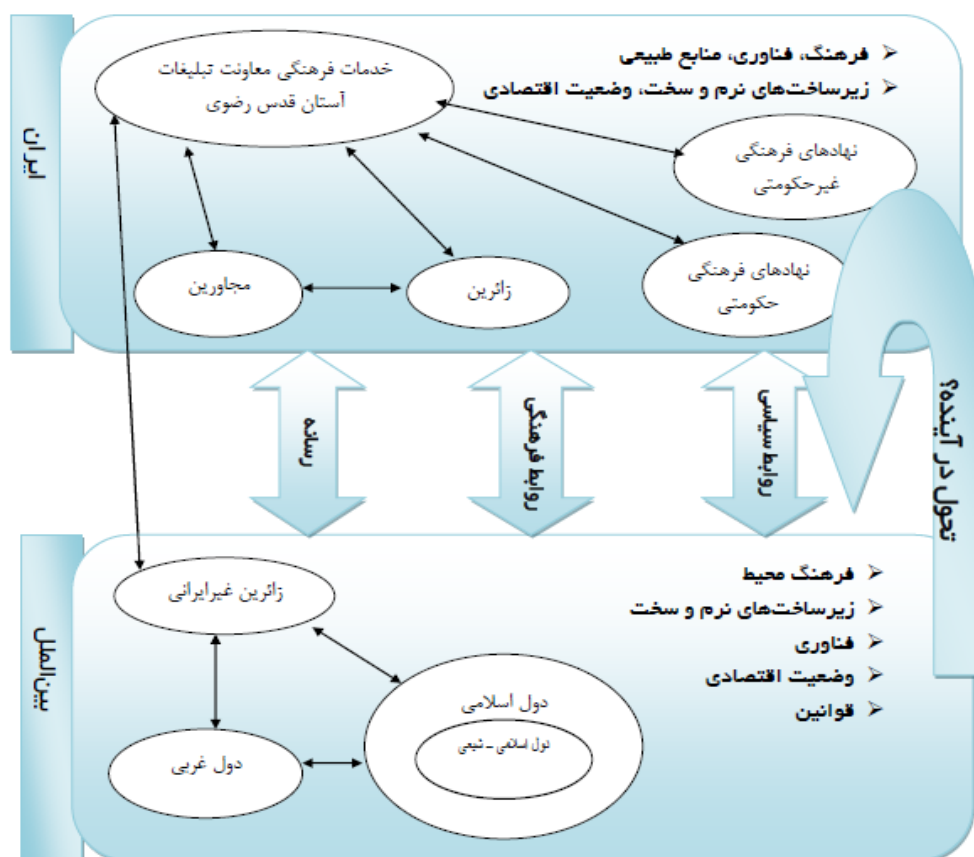 ایران
فرهنگ، فناوری، منابع طبیعی
زیرساخت‌های نرم و سخت، وضعیت اقتصادی
خدمات فرهنگی معاونت تبلیغات
آستان قدس رضوی
نهادهای فرهنگی
غیرحکومتی
نهادهای فرهنگی
حکومتی
زائرین
مجاورین
تحول در آینده؟
روابط سیاسی
روابط فرهنگی
رسانه
بین‌الملل
فرهنگ محیط
زیرساخت‌های نرم و سخت
فناوری
وضعیت اقتصادی
قوانین
زائرین غیرایرانی
دول اسلامی
دول اسلامی – شیعی
دول غربی